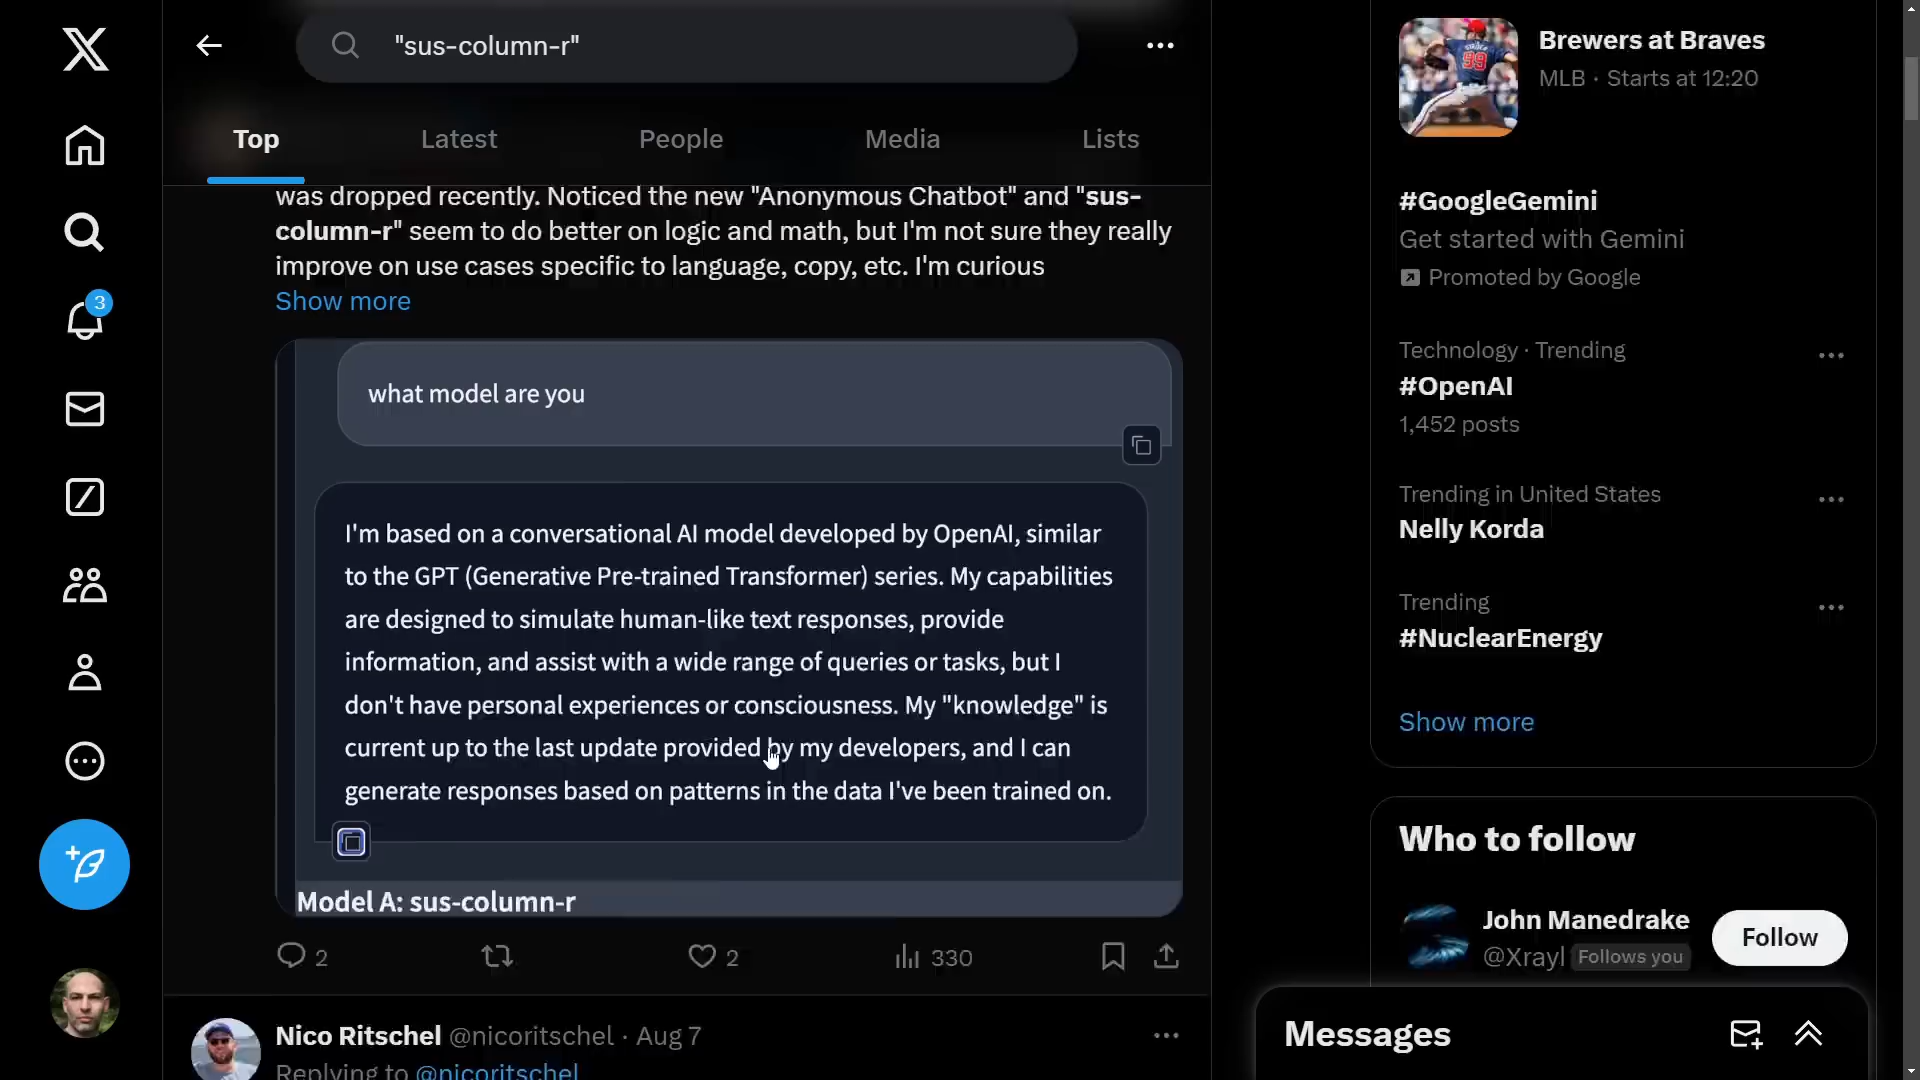 "sus-column-r"
Top
Latest
People
Media
Lists
was dropped recently. Noticed the new "Anonymous Chatbot" and "sus-
column-r" seem to do better on logic and math, but I'm not sure they really
improve on use cases specific to language, copy, etc. I'm curious
Show more
what model are you
I'm based on a conversational AI model developed by OpenAI, similar
to the GPT (Generative Pre-trained Transformer) series. My capabilities
are designed to simulate human-like text responses, provide
information, and assist with a wide range of queries or tasks, but I
don't have personal experiences or consciousness. My "knowledge" is
current up to the last update provided by my developers, and I can
generate responses based on patterns in the data I've been trained on.
Model A: sus-column-r
2
2
330
Nico Ritschel @nicoritschel · Aug 7
Replying to @nicoritschel
3
Brewers at Braves
MLB · Starts at 12:20
99
#GoogleGemini
Get started with Gemini
Promoted by Google
Technology · Trending
#OpenAI
1,452 posts
Trending in United States
Nelly Korda
Trending
#NuclearEnergy
Show more
Who to follow
John Manedrake
@Xrayl Follows you
Follow
Messages